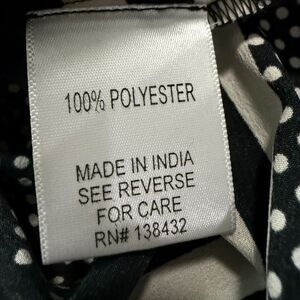 100% POLYESTER
MADE IN INDIA
SEE REVERSE
FOR CARE
RN# 138432